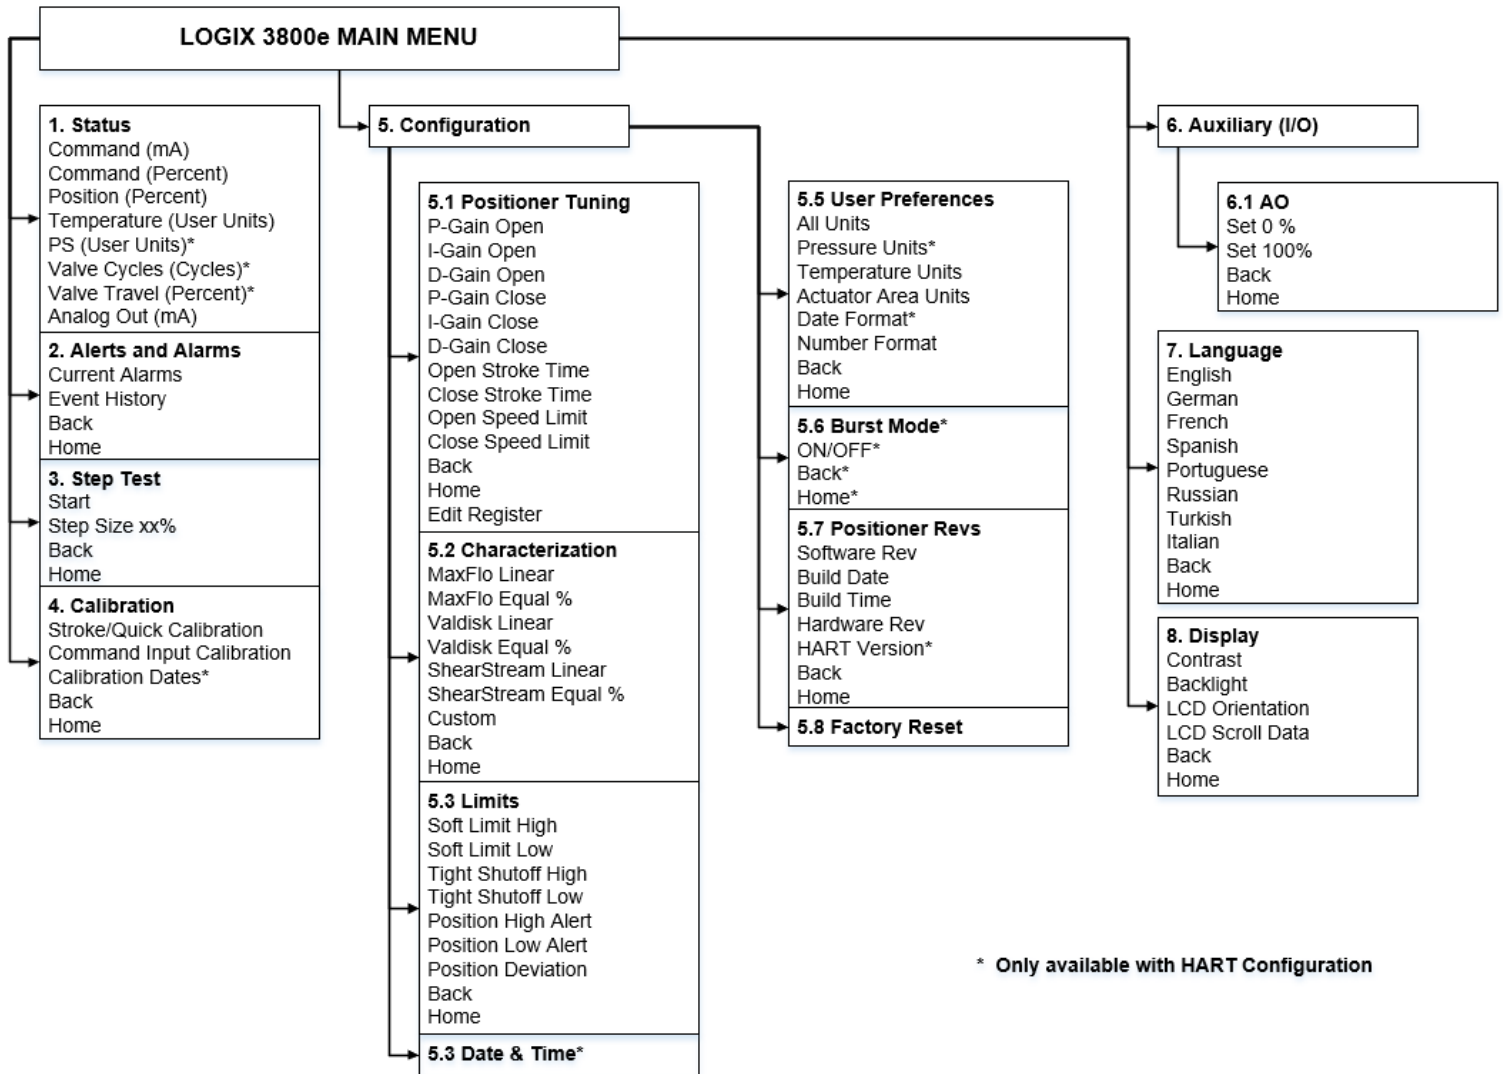 LOGIX 3800e MAIN MENU
1. Status
Command (mA)
Command (Percent)
Position (Percent)
Temperature (User Units)
PS (User Units)*
Valve Cycles (Cycles)*
Valve Travel (Percent)*
Analog Out (mA)
2. Alerts and Alarms
Current Alarms
Event History
Back
Home
3. Step Test
Start
Step Size xx%
Back
Home
4. Calibration
Stroke/Quick Calibration
Command Input Calibration
Calibration Dates*
Back
Home
5. Configuration
5.1 Positioner Tuning
P-Gain Open
I-Gain Open
D-Gain Open
P-Gain Close
I-Gain Close
D-Gain Close
Open Stroke Time
Close Stroke Time
Open Speed Limit
Close Speed Limit
Back
Home
Edit Register
5.2 Characterization
MaxFlo Linear
MaxFlo Equal %
Valdisk Linear
Valdisk Equal %
ShearStream Linear
ShearStream Equal %
Custom
Back
Home
5.3 Limits
Soft Limit High
Soft Limit Low
Tight Shutoff High
Tight Shutoff Low
Position High Alert
Position Low Alert
Position Deviation
Back
Home
5.3 Date & Time*
5.5 User Preferences
All Units
Pressure Units*
Temperature Units
Actuator Area Units
Date Format*
Number Format
Back
Home
5.6 Burst Mode*
ON/OFF*
Back*
Home*
5.7 Positioner Revs
Software Rev
Build Date
Build Time
Hardware Rev
HART Version*
Back
Home
5.8 Factory Reset
6. Auxiliary (I/O)
6.1 AO
Set 0 %
Set 100%
Back
Home
7. Language
English
German
French
Spanish
Portuguese
Russian
Turkish
Italian
Back
Home
8. Display
Contrast
Backlight
LCD Orientation
LCD Scroll Data
Back
Home
* Only available with HART Configuration